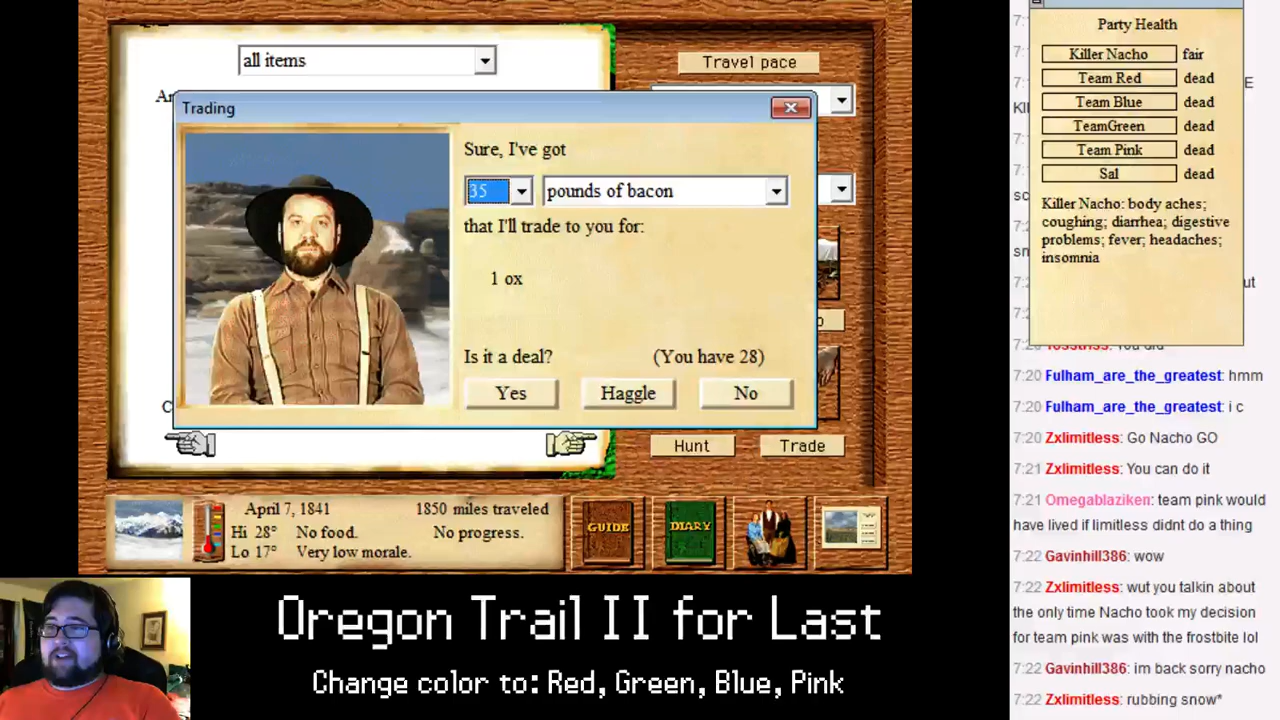 all items
Travel pace
Trading
Sure, I've got
35
pounds of bacon
that I'll trade to you for:
1 ox
Is it a deal?
(You have 28)
Yes
Haggle
No
Hunt
Trade
April 7, 1841
1850 miles traveled
Hi 28°
No food.
No progress.
Lo 17°
Very low morale.
GUIDE
DIARY
Oregon Trail II for Last
Change color to: Red, Green, Blue, Pink
Party Health
Killer Nacho fair
Team Red dead
Team Blue dead
TeamGreen dead
Team Pink dead
Sal dead
Killer Nacho: body aches;
coughing; diarrhea; digestive
problems; fever; headaches;
insomnia
7:20 Fulham_are_the_greatest: hmm
7:20 Fulham_are_the_greatest: i c
7:20 Zxlimitless: Go Nacho GO
7:21 Zxlimitless: You can do it
7:21 Omegablaziken: team pink would
have lived if limitless didnt do a thing
7:22 Gavinhill386: wow
7:22 Zxlimitless: wut you talkin about
the only time Nacho took my decision
for team pink was with the frostbite lol
7:22 Gavinhill386: im back sorry nacho
7:22 Zxlimitless: rubbing snow*